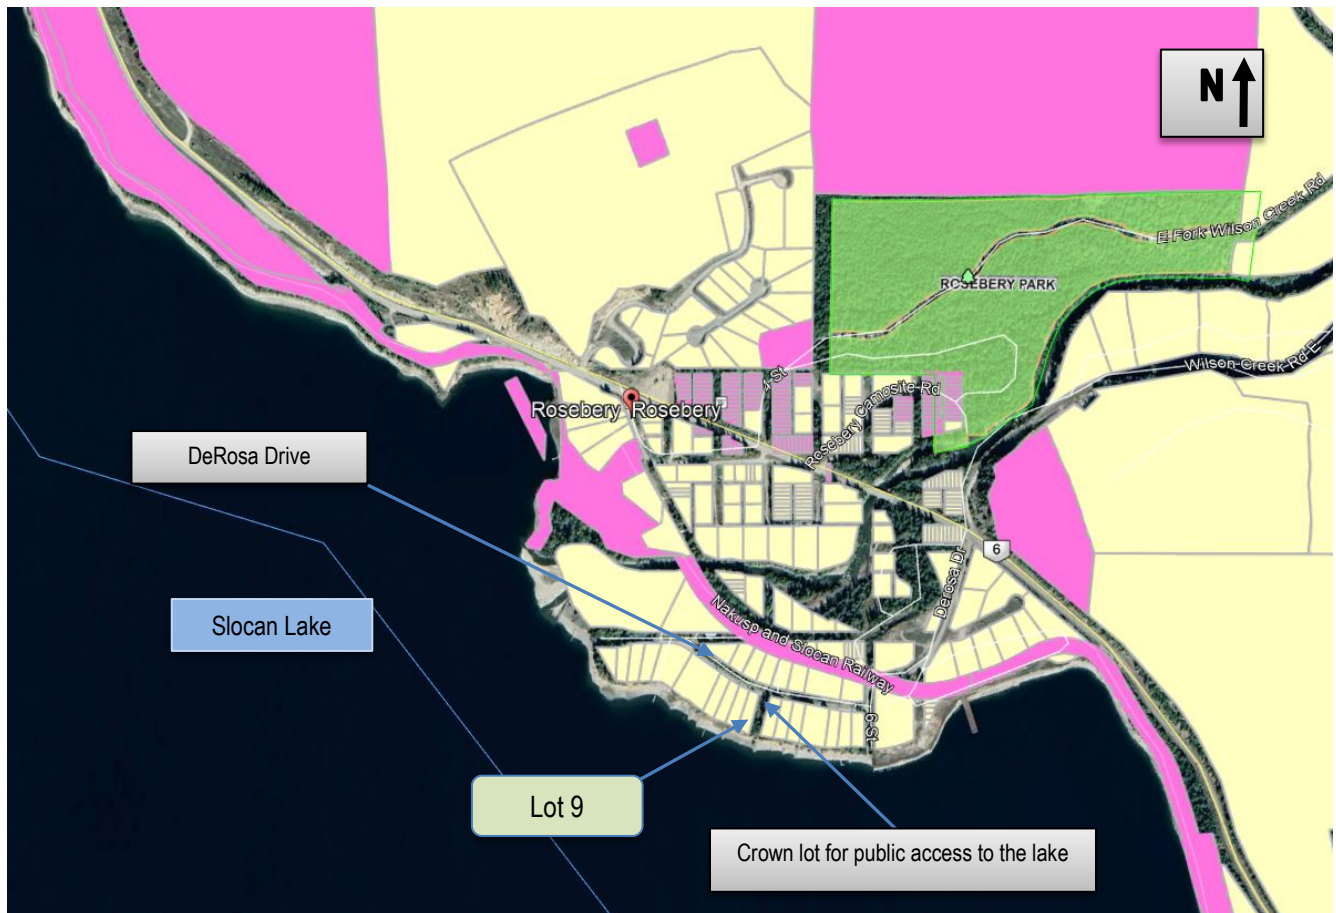 N
E Fork Wilson Creek Rd
ROSEBERY PARK
Wilson Creek Rd E
4 St
Rosebery Campsite Rd
Rosebery Rosebery
DeRosa Drive
6
Derosa Dr
Slocan Lake
Nakusp and Slocan Railway
6 St
Lot 9
Crown lot for public access to the lake